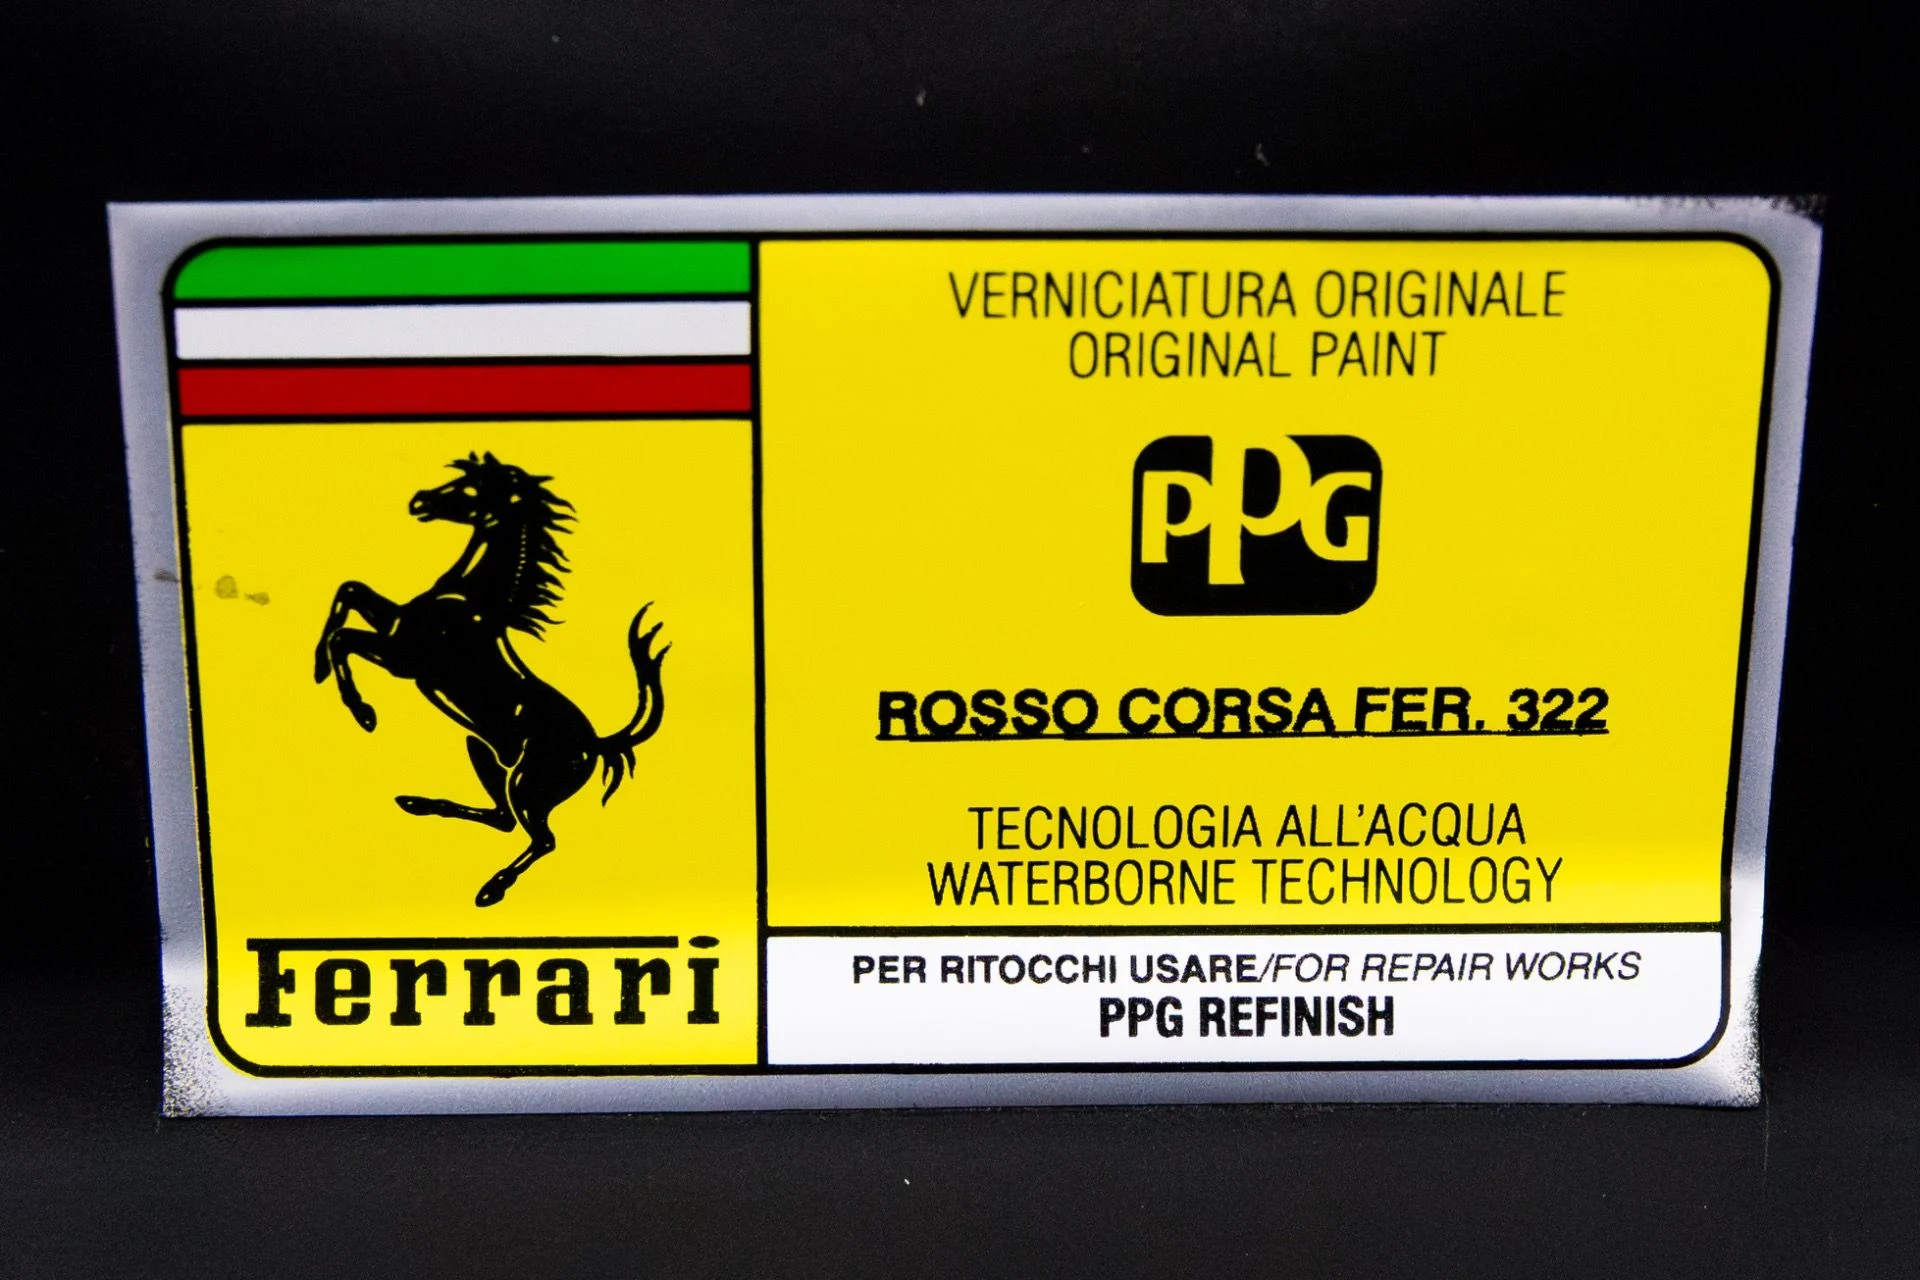 VERNICIATURA ORIGINALE
ORIGINAL PAINT
PPG
ROSSO CORSA FER. 322
TECNOLOGIA ALL'ACQUA
WATERBORNE TECHNOLOGY
Ferrari
PER RITOCCHI USARE/FOR REPAIR WORKS
PPG REFINISH